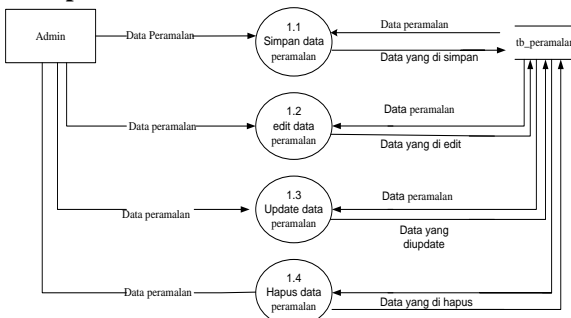 Admin
Data Peramalan
1.1
Simpan data
peramalan
Data peramalan
Data yang di simpan
tb_peramalan
Data peramalan
1.2
edit data
peramalan
Data peramalan
Data yang di edit
Data peramalan
1.3
Update data
peramalan
Data peramalan
Data yang
diupdate
Data peramalan
1.4
Hapus data
peramalan
Data yang di hapus